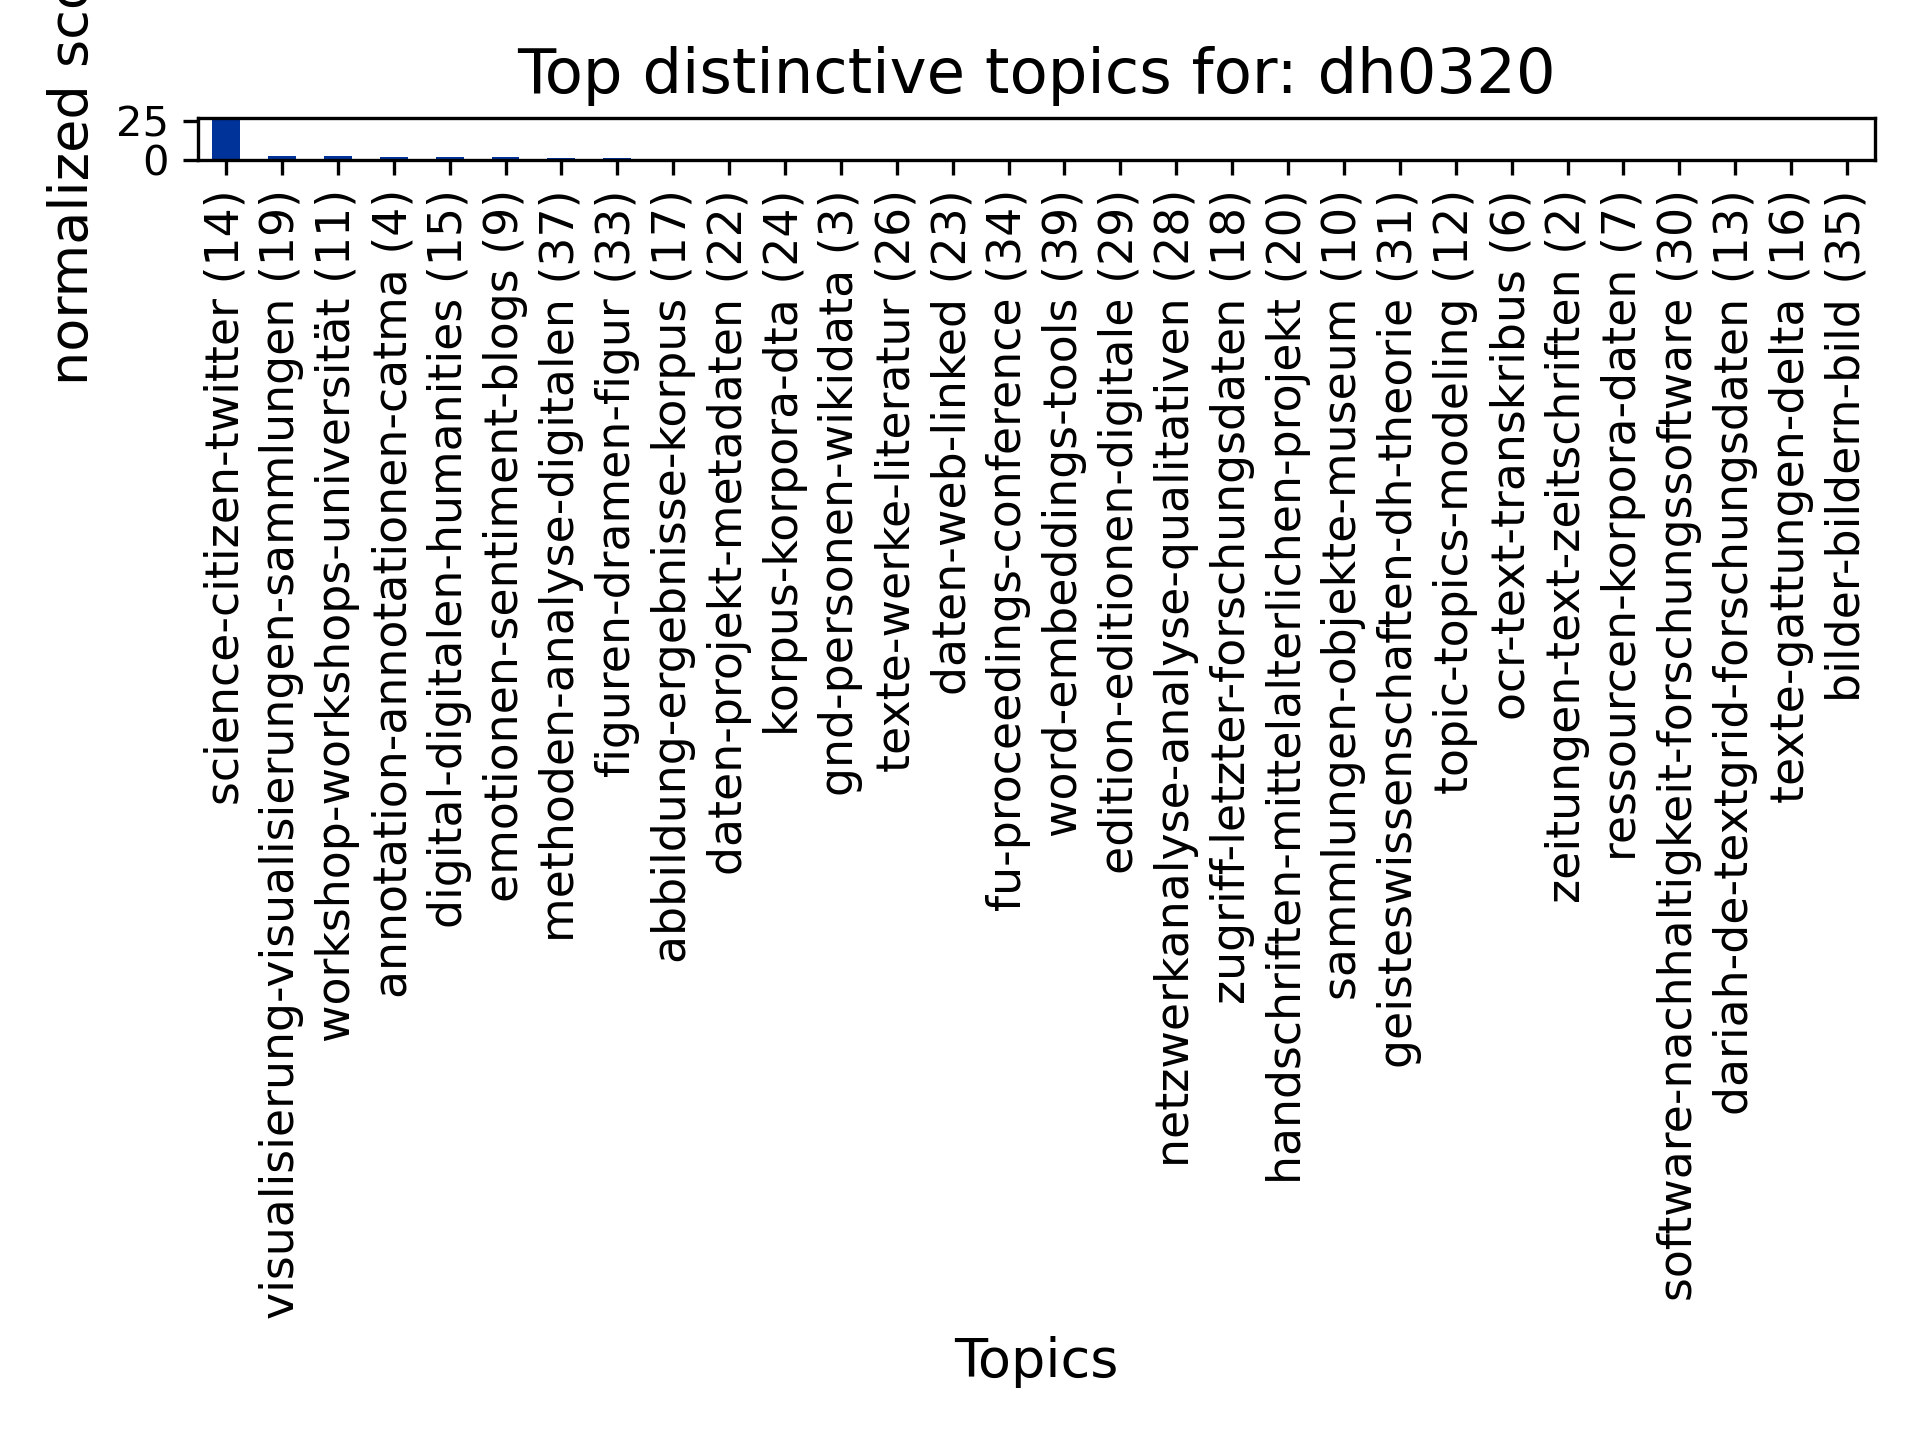 Top distinctive topics for: dh0320
normalized sco
25
0
science-citizen-twitter (14)
visualisierung-visualisierungen-sammlungen (19)
workshop-workshops-universität (11)
annotation-annotationen-catma (4)
digital-digitalen-humanities (15)
emotionen-sentiment-blogs (9)
methoden-analyse-digitalen (37)
figuren-dramen-figur (33)
abbildung-ergebnisse-korpus (17)
daten-projekt-metadaten (22)
korpus-korpora-dta (24)
gnd-personen-wikidata (3)
texte-werke-literatur (26)
daten-web-linked (23)
fu-proceedings-conference (34)
word-embeddings-tools (39)
edition-editionen-digitale (29)
netzwerkanalyse-analyse-qualitativen (28)
zugriff-letzter-forschungsdaten (18)
handschriften-mittelalterlichen-projekt (20)
sammlungen-objekte-museum (10)
geisteswissenschaften-dh-theorie (31)
topic-topics-modeling (12)
ocr-text-transkribus (6)
zeitungen-text-zeitschriften (2)
ressourcen-korpora-daten (7)
software-nachhaltigkeit-forschungssoftware (30)
dariah-de-textgrid-forschungsdaten (13)
texte-gattungen-delta (16)
bilder-bildern-bild (35)
Topics